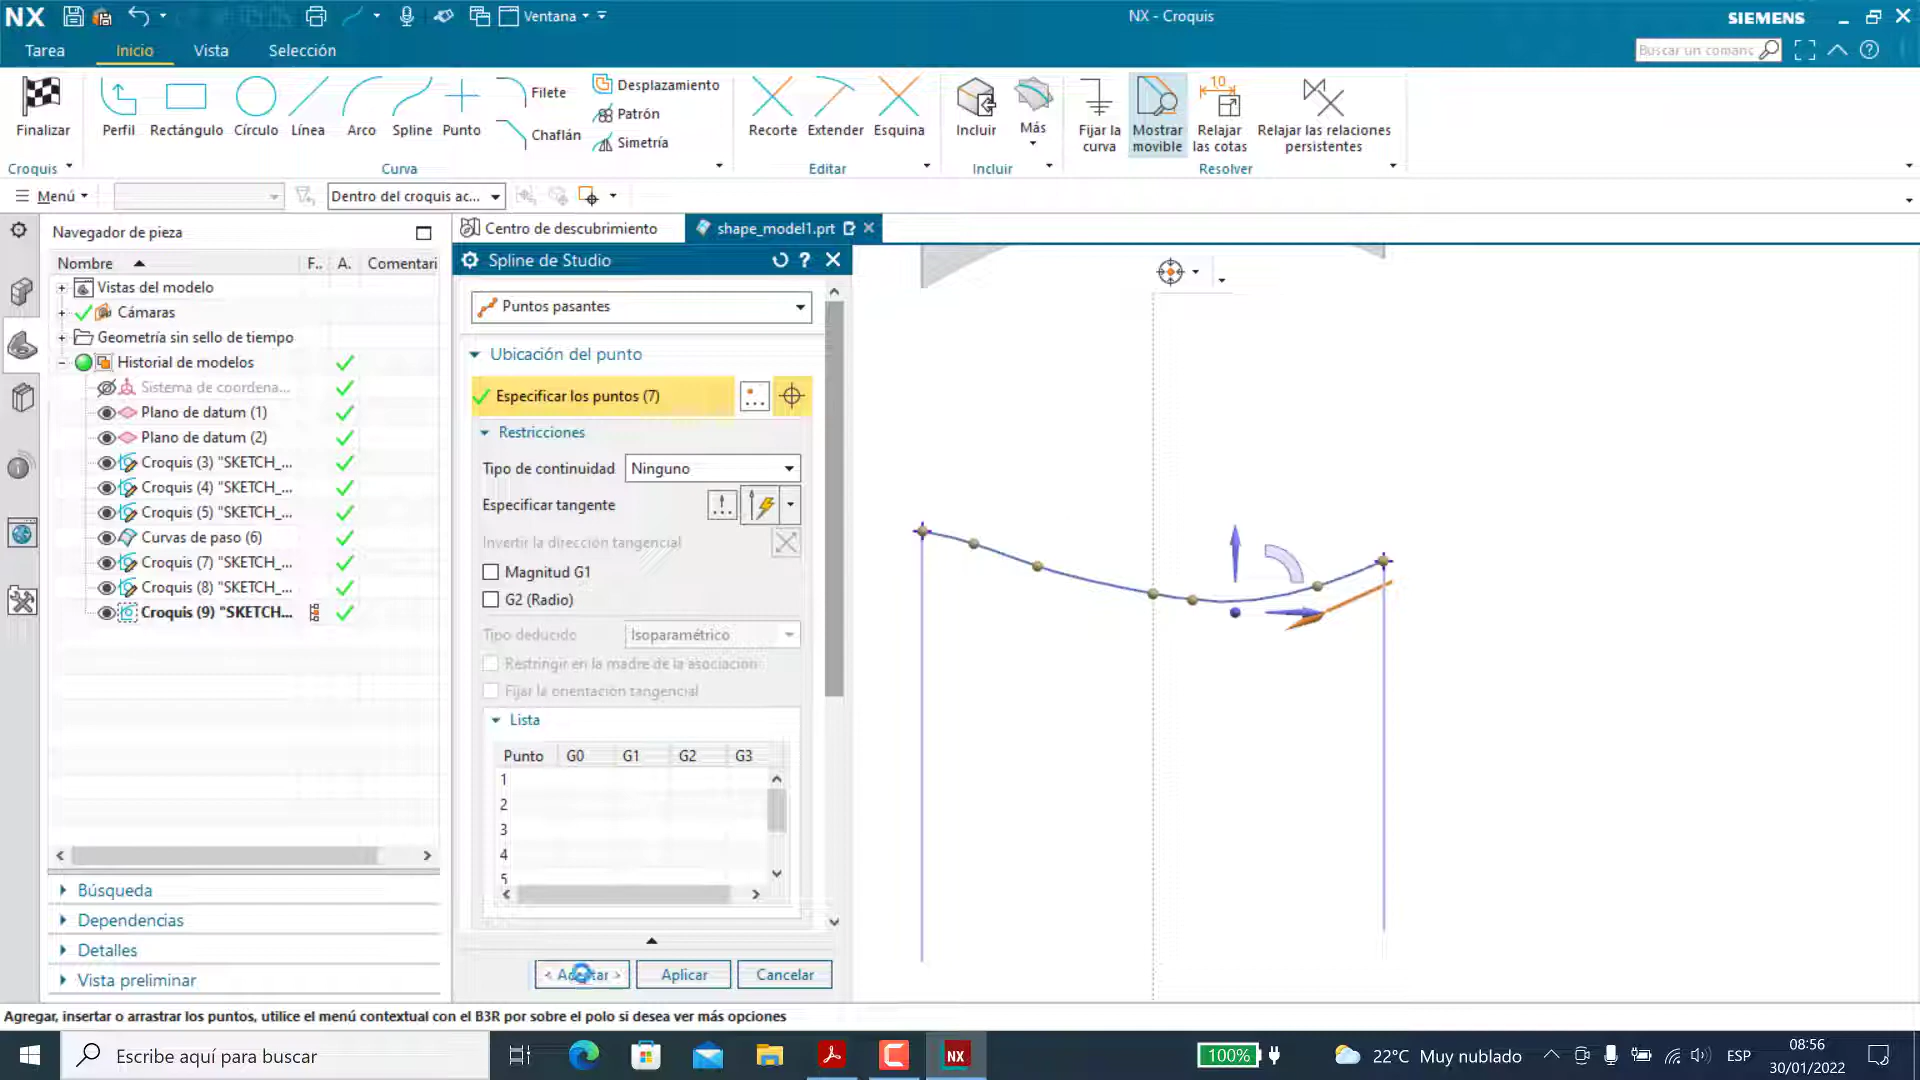 NX
Ventana
NX - Croquis
SIEMENS
Tarea
Inicio
Vista
Selección
Buscar un comanc
Finalizar
Perfil
Rectángulo
Círculo
Línea
Arco
Spline
Punto
Filete
Chaflán
Desplazamiento
Patrón
Simetría
Recorte
Extender
Esquina
Incluir
Más
Fijar la
curva
Mostrar
movible
10
Relajar
las cotas
Relajar las relaciones
persistentes
Croquis
Curva
Editar
Incluir
Resolver
Menú
Dentro del croquis ac...
Navegador de pieza
Centro de descubrimiento
shape_model1.prt
Nombre
F..
A.
Comentari
Vistas del modelo
Cámaras
Geometría sin sello de tiempo
Historial de modelos
Sistema de coordena...
Plano de datum (1)
Plano de datum (2)
Croquis (3) "SKETCH_...
Croquis (4) "SKETCH_...
Croquis (5) "SKETCH_...
Curvas de paso (6)
Croquis (7) "SKETCH_...
Croquis (8) "SKETCH_...
Croquis (9) "SKETCH...
Búsqueda
Dependencias
Detalles
Vista preliminar
Spline de Studio
Puntos pasantes
Ubicación del punto
Especificar los puntos (7)
Restricciones
Tipo de continuidad
Ninguno
Especificar tangente
Invertir la dirección tangencial
Magnitud G1
G2 (Radio)
Tipo deducido
Isoparamétrico
Restringir en la madre de la asociación
Fijar la orientación tangencial
Lista
Punto G0 G1 G2 G3
1
2
3
4
5
< Aceptar >
Aplicar
Cancelar
Agregar, insertar o arrastrar los puntos, utilice el menú contextual con el B3R por sobre el polo si desea ver más opciones
Escribe aquí para buscar
NX
100%
22°C Muy nublado
ESP
08:56
30/01/2022